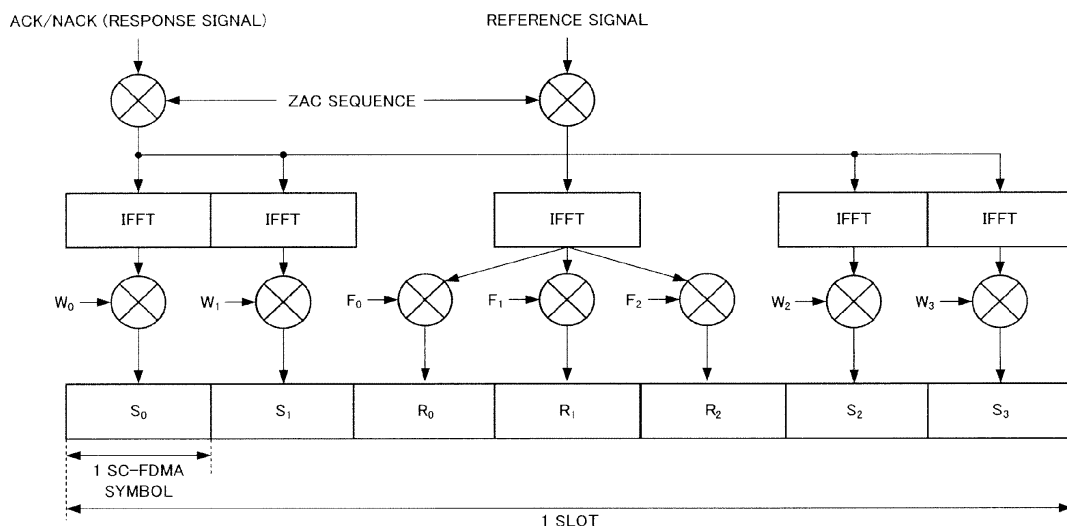 ACK/NACK (RESPONSE SIGNAL)
REFERENCE SIGNAL
ZAC SEQUENCE
IFFT IFFT IFFT IFFT IFFT
W₀ W₁ F₀ F₁ F₂ W₂ W₃
S₀ S₁ R₀ R₁ R₂ S₂ S₃
1 SC-FDMA
SYMBOL
1 SLOT